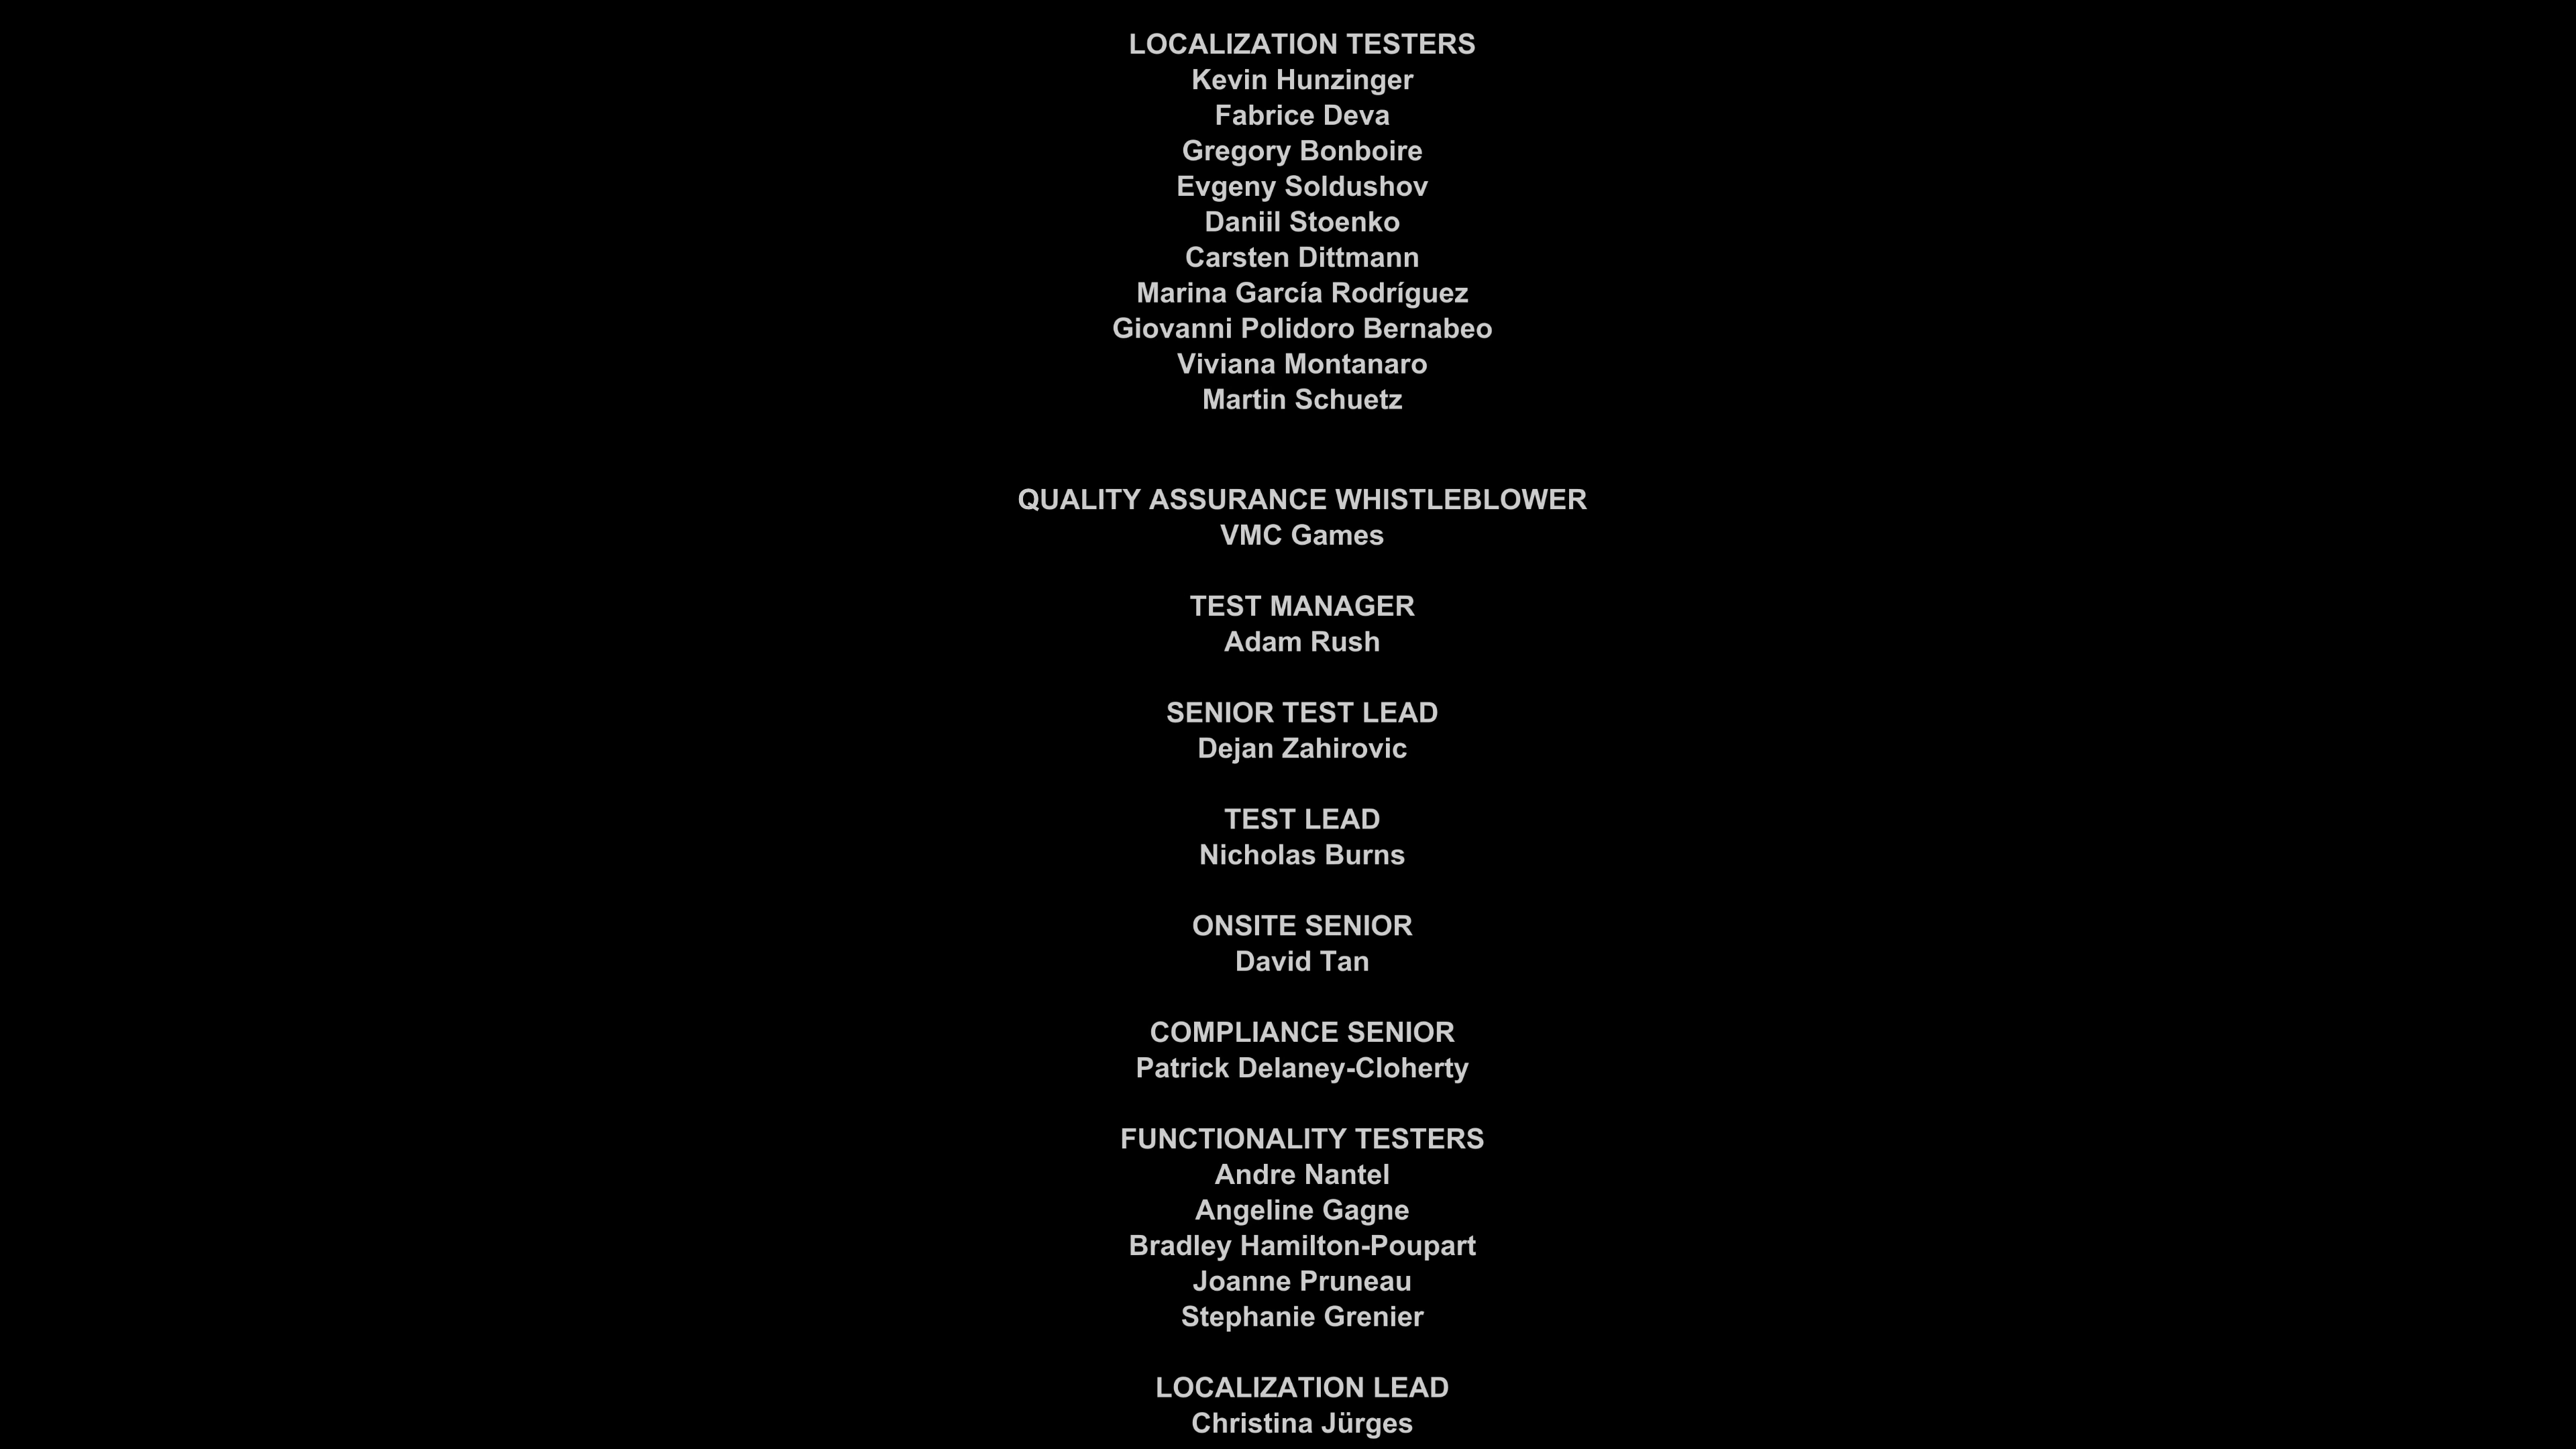 LOCALIZATION TESTERS
Kevin Hunzinger
Fabrice Deva
Gregory Bonboire
Evgeny Soldushov
Daniil Stoenko
Carsten Dittmann
Marina García Rodríguez
Giovanni Polidoro Bernabeo
Viviana Montanaro
Martin Schuetz
QUALITY ASSURANCE WHISTLEBLOWER
VMC Games
TEST MANAGER
Adam Rush
SENIOR TEST LEAD
Dejan Zahirovic
TEST LEAD
Nicholas Burns
ONSITE SENIOR
David Tan
COMPLIANCE SENIOR
Patrick Delaney-Cloherty
FUNCTIONALITY TESTERS
Andre Nantel
Angeline Gagne
Bradley Hamilton-Poupart
Joanne Pruneau
Stephanie Grenier
LOCALIZATION LEAD
Christina Jürges